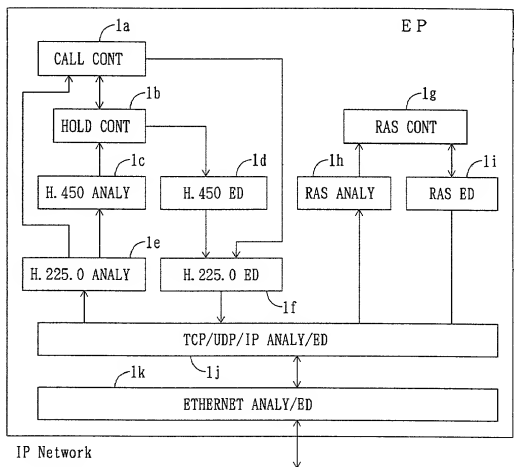 EP
1a
CALL CONT
1b
HOLD CONT
1g
RAS CONT
1c
H.450 ANALY
1d
H.450 ED
1h
RAS ANALY
1i
RAS ED
1e
H.225.0 ANALY
H.225.0 ED
1f
TCP/UDP/IP ANALY/ED
1j
1k
ETHERNET ANALY/ED
IP Network